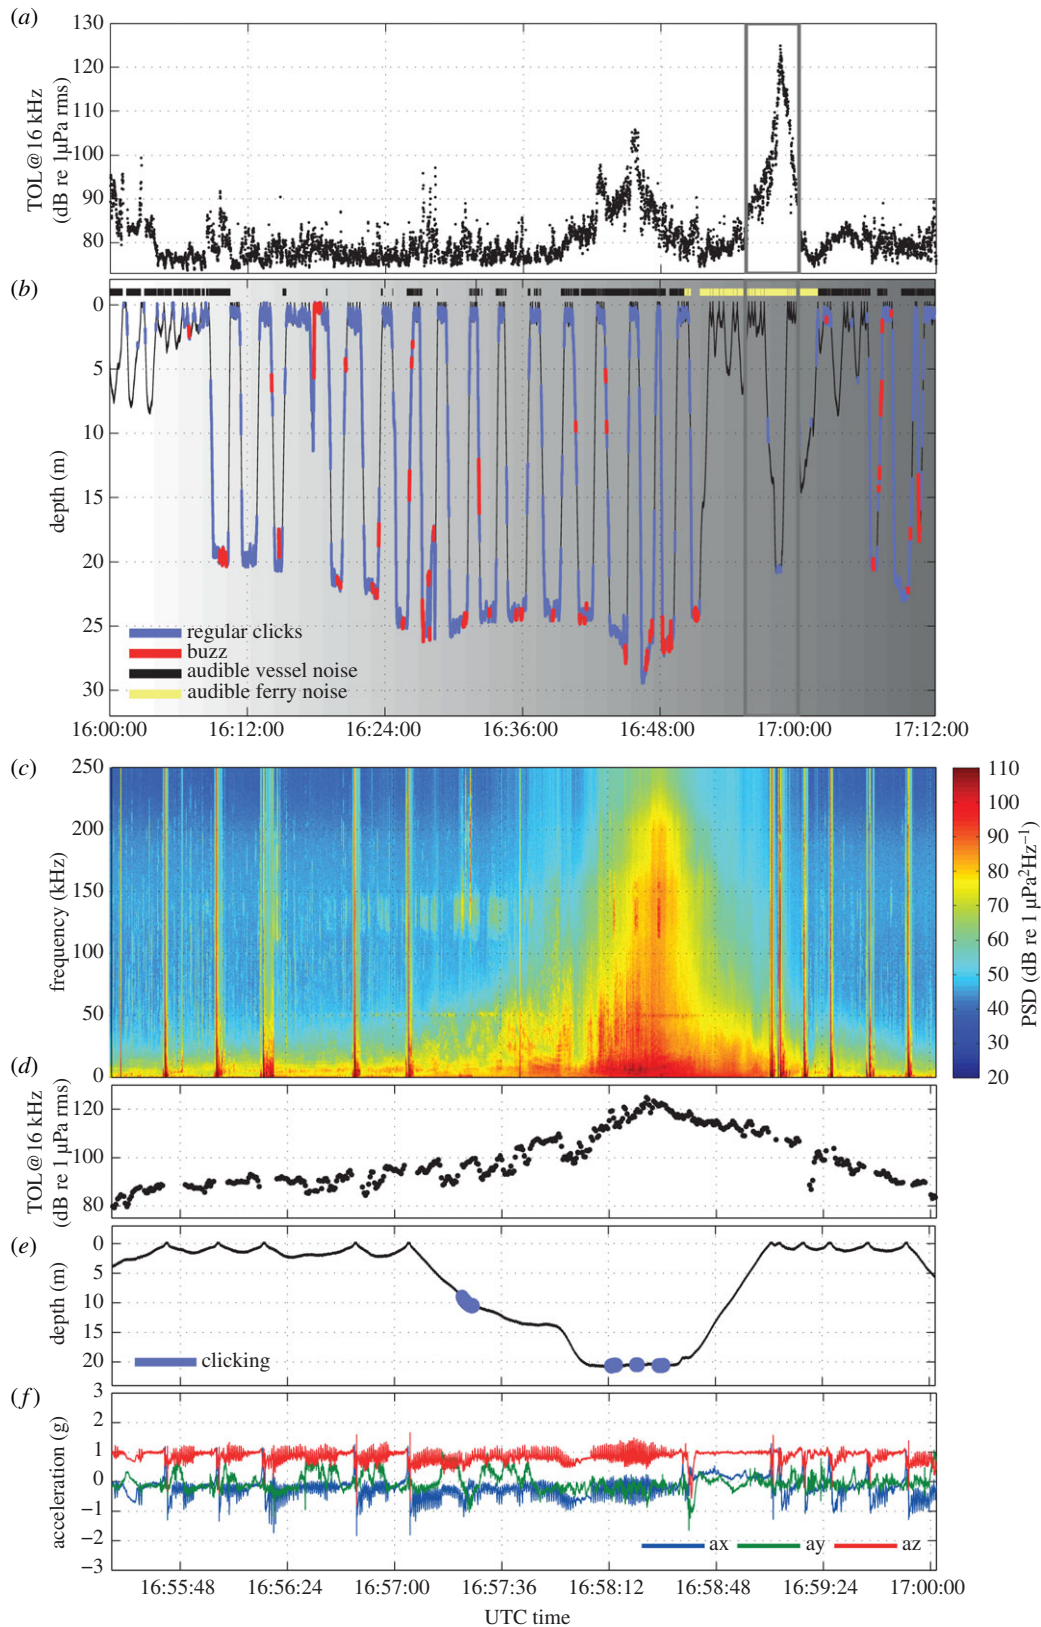 (a)
130
120
110
100
90
80
TOL@16 kHz
(dB re 1µPa rms)
(b)
0
5
10
15
20
25
30
depth (m)
regular clicks
buzz
audible vessel noise
audible ferry noise
16:00:00 16:12:00 16:24:00 16:36:00 16:48:00 17:00:00 17:12:00
(c)
250
200
150
100
50
0
frequency (kHz)
110
100
90
80
70
60
50
40
30
20
PSD (dB re 1 µPa²Hz⁻¹)
(d)
120
100
80
TOL@16 kHz
(dB re 1 µPa rms)
(e)
0
5
10
15
20
depth (m)
clicking
(f)
3
2
1
0
−1
−2
−3
acceleration (g)
ax ay az
16:55:48 16:56:24 16:57:00 16:57:36 16:58:12 16:58:48 16:59:24 17:00:00
UTC time